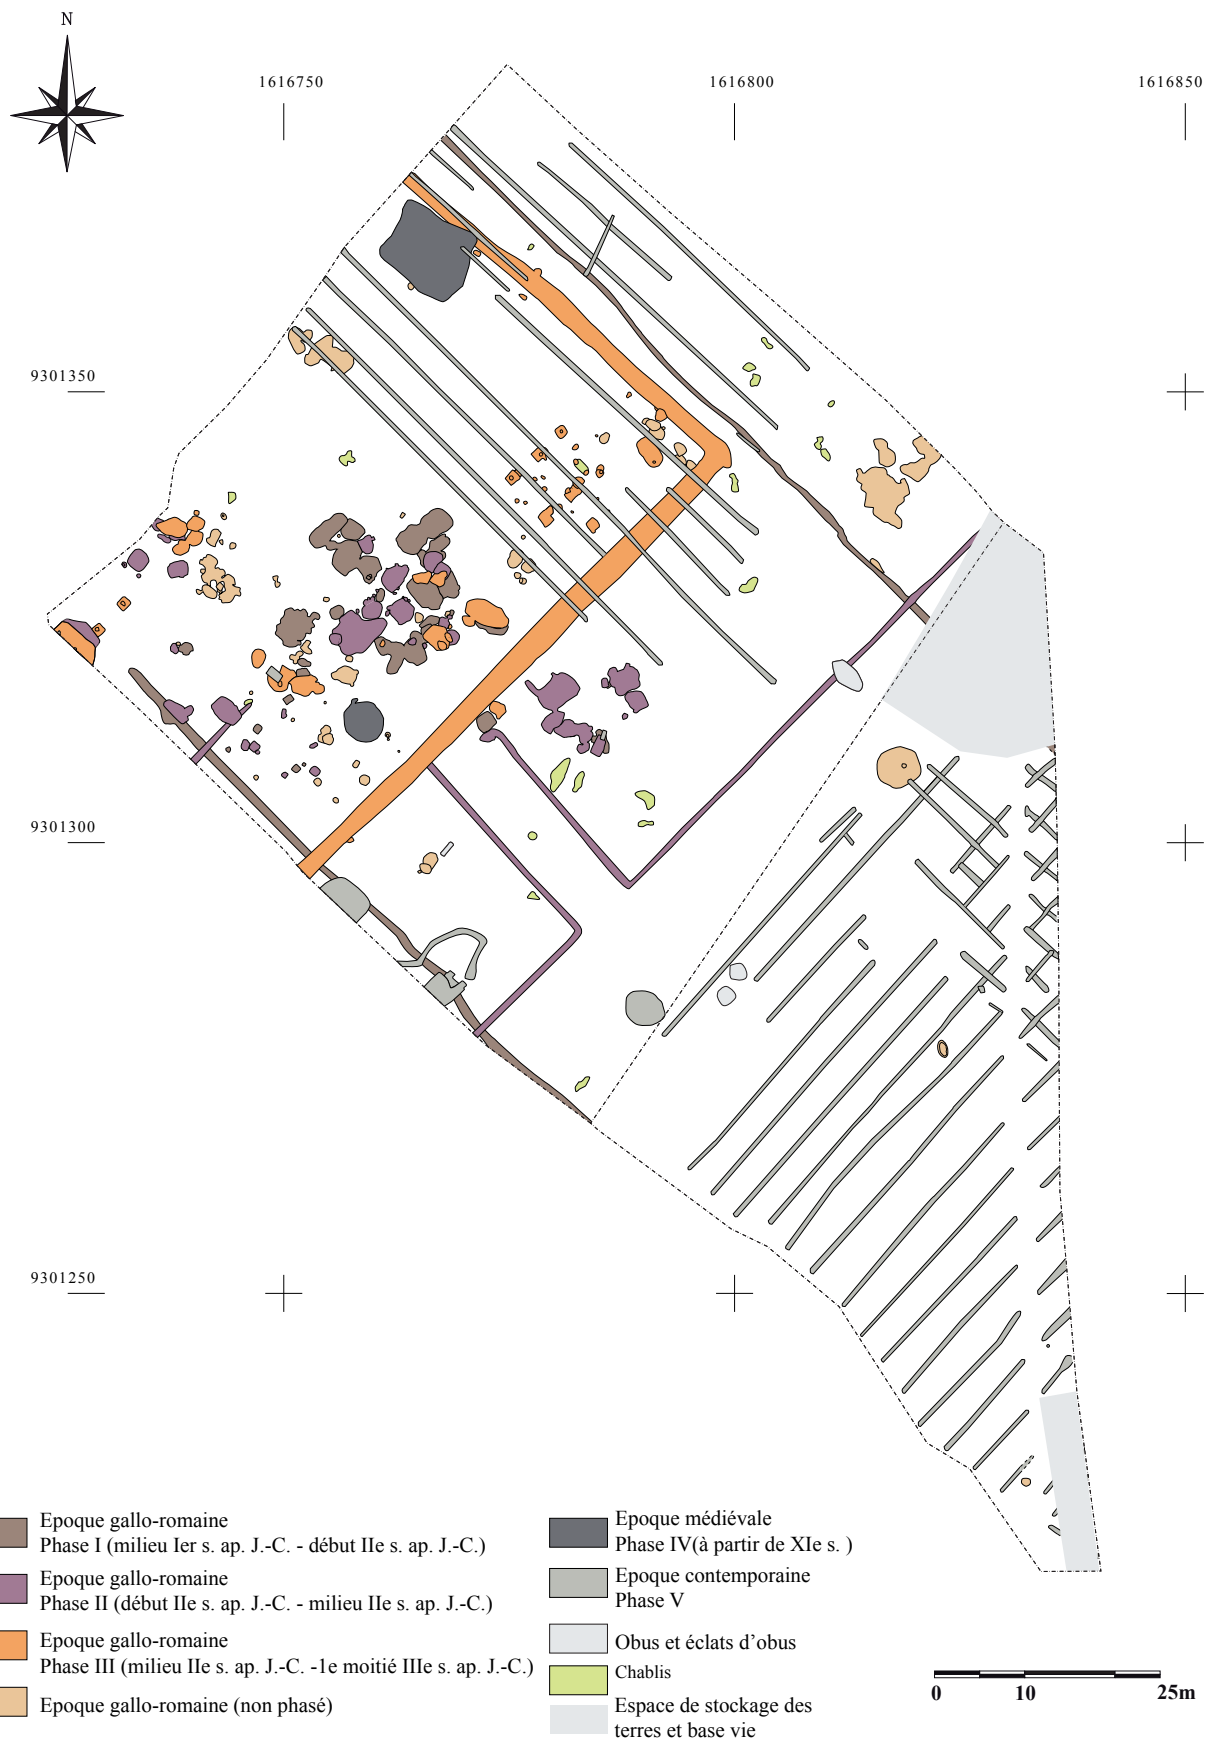 N
1616750
1616800
1616850
9301350
9301300
9301250
Epoque gallo-romaine
Phase I (milieu Ier s. ap. J.-C. - début IIe s. ap. J.-C.)
Epoque gallo-romaine
Phase II (début IIe s. ap. J.-C. - milieu IIe s. ap. J.-C.)
Epoque gallo-romaine
Phase III (milieu IIe s. ap. J.-C. -1e moitié IIIe s. ap. J.-C.)
Epoque gallo-romaine (non phasé)
Epoque médiévale
Phase IV(à partir de XIe s. )
Epoque contemporaine
Phase V
Obus et éclats d’obus
Chablis
Espace de stockage des
terres et base vie
0 10 25m